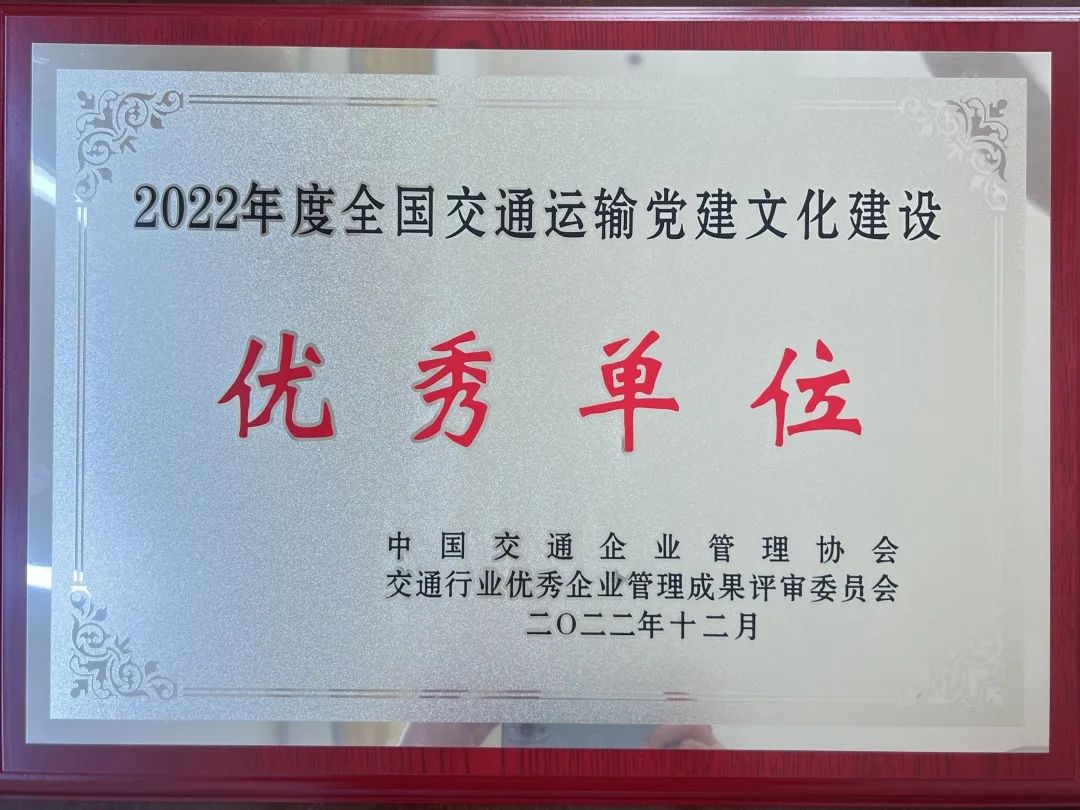 2022年度全国交通运输党建文化建设
优秀单位
中国交通企业管理协会
交通行业优秀企业管理成果评审委员会
二〇二二年十二月